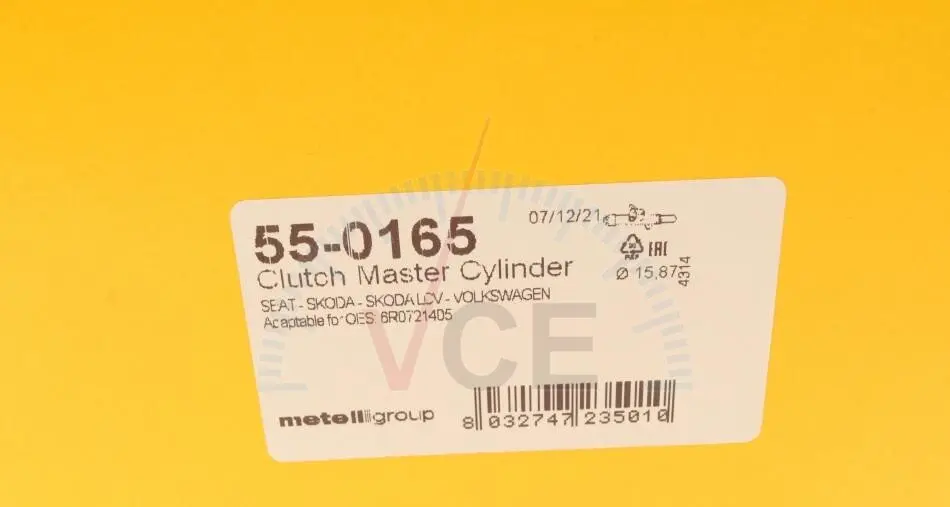 55-0165
07/12/21
Clutch Master Cylinder
EAC
Ø 15,87
4314
SEAT - SKODA - SKODA LCV - VOLKSWAGEN
Adaptable for OES: 6R0721405
VCE
metelligroup
8 032747 235010